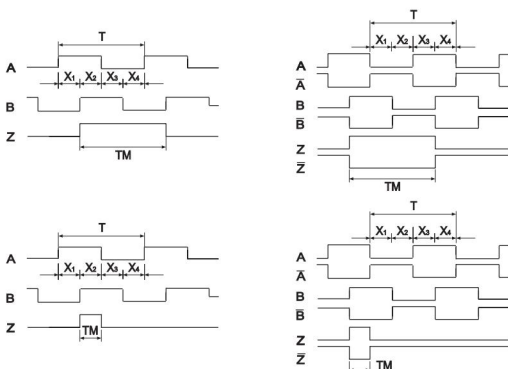 T
A
X₁ X₂ X₃ X₄
B
Z
TM
T
X₁ X₂ X₃ X₄
A
A̅
B
B̅
Z
Z̅
TM
T
A
X₁ X₂ X₃ X₄
B
Z
TM
T
X₁ X₂ X₃ X₄
A
A̅
B
B̅
Z
Z̅
TM